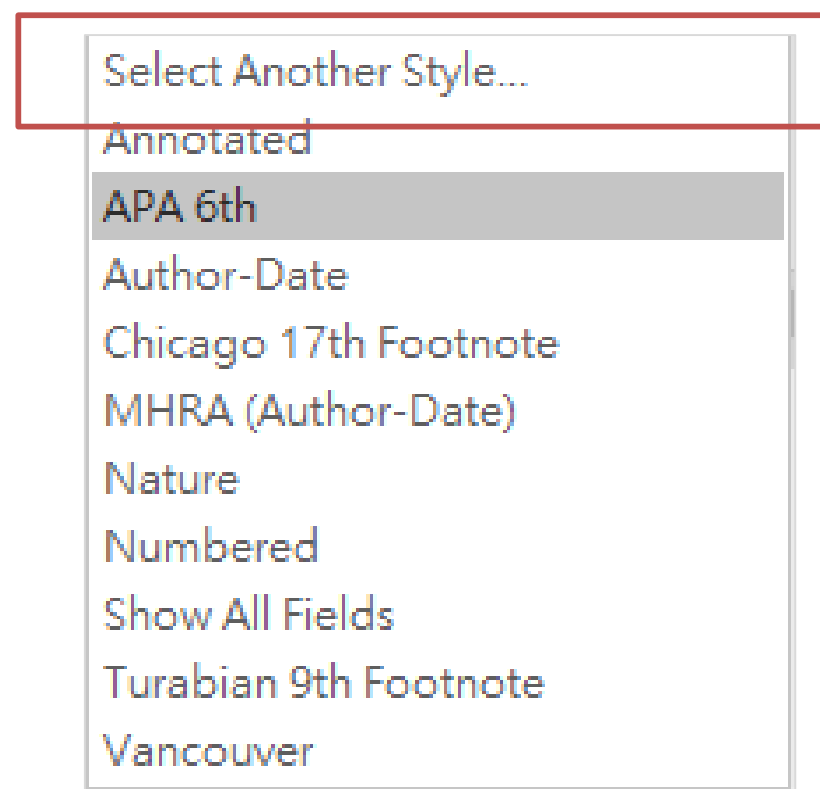 Select Another Style...
Annotated
APA 6th
Author-Date
Chicago 17th Footnote
MHRA (Author-Date)
Nature
Numbered
Show All Fields
Turabian 9th Footnote
Vancouver